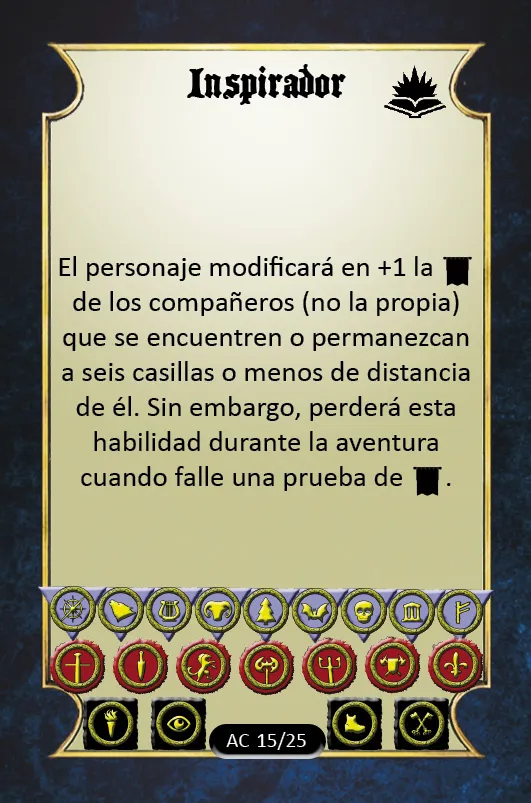 Inspirador
El personaje modificará en +1 la
de los compañeros (no la propia)
que se encuentren o permanezcan
a seis casillas o menos de distancia
de él. Sin embargo, perderá esta
habilidad durante la aventura
cuando falle una prueba de .
AC 15/25